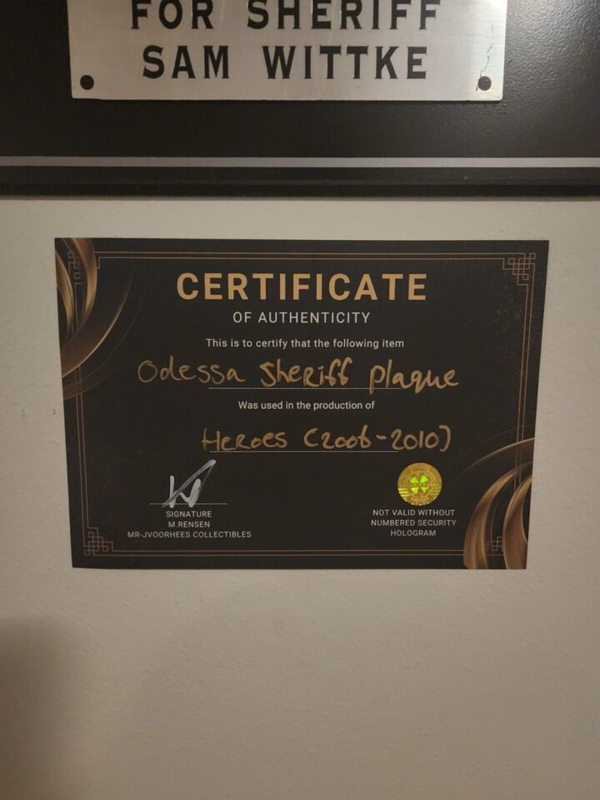 FOR SHERIFF
SAM WITTKE
CERTIFICATE
OF AUTHENTICITY
This is to certify that the following item
Odessa Sheriff plaque
Was used in the production of
Heroes (2006-2010)
SIGNATURE
M.RENSEN
MR-JVOORHEES COLLECTIBLES
NOT VALID WITHOUT
NUMBERED SECURITY
HOLOGRAM